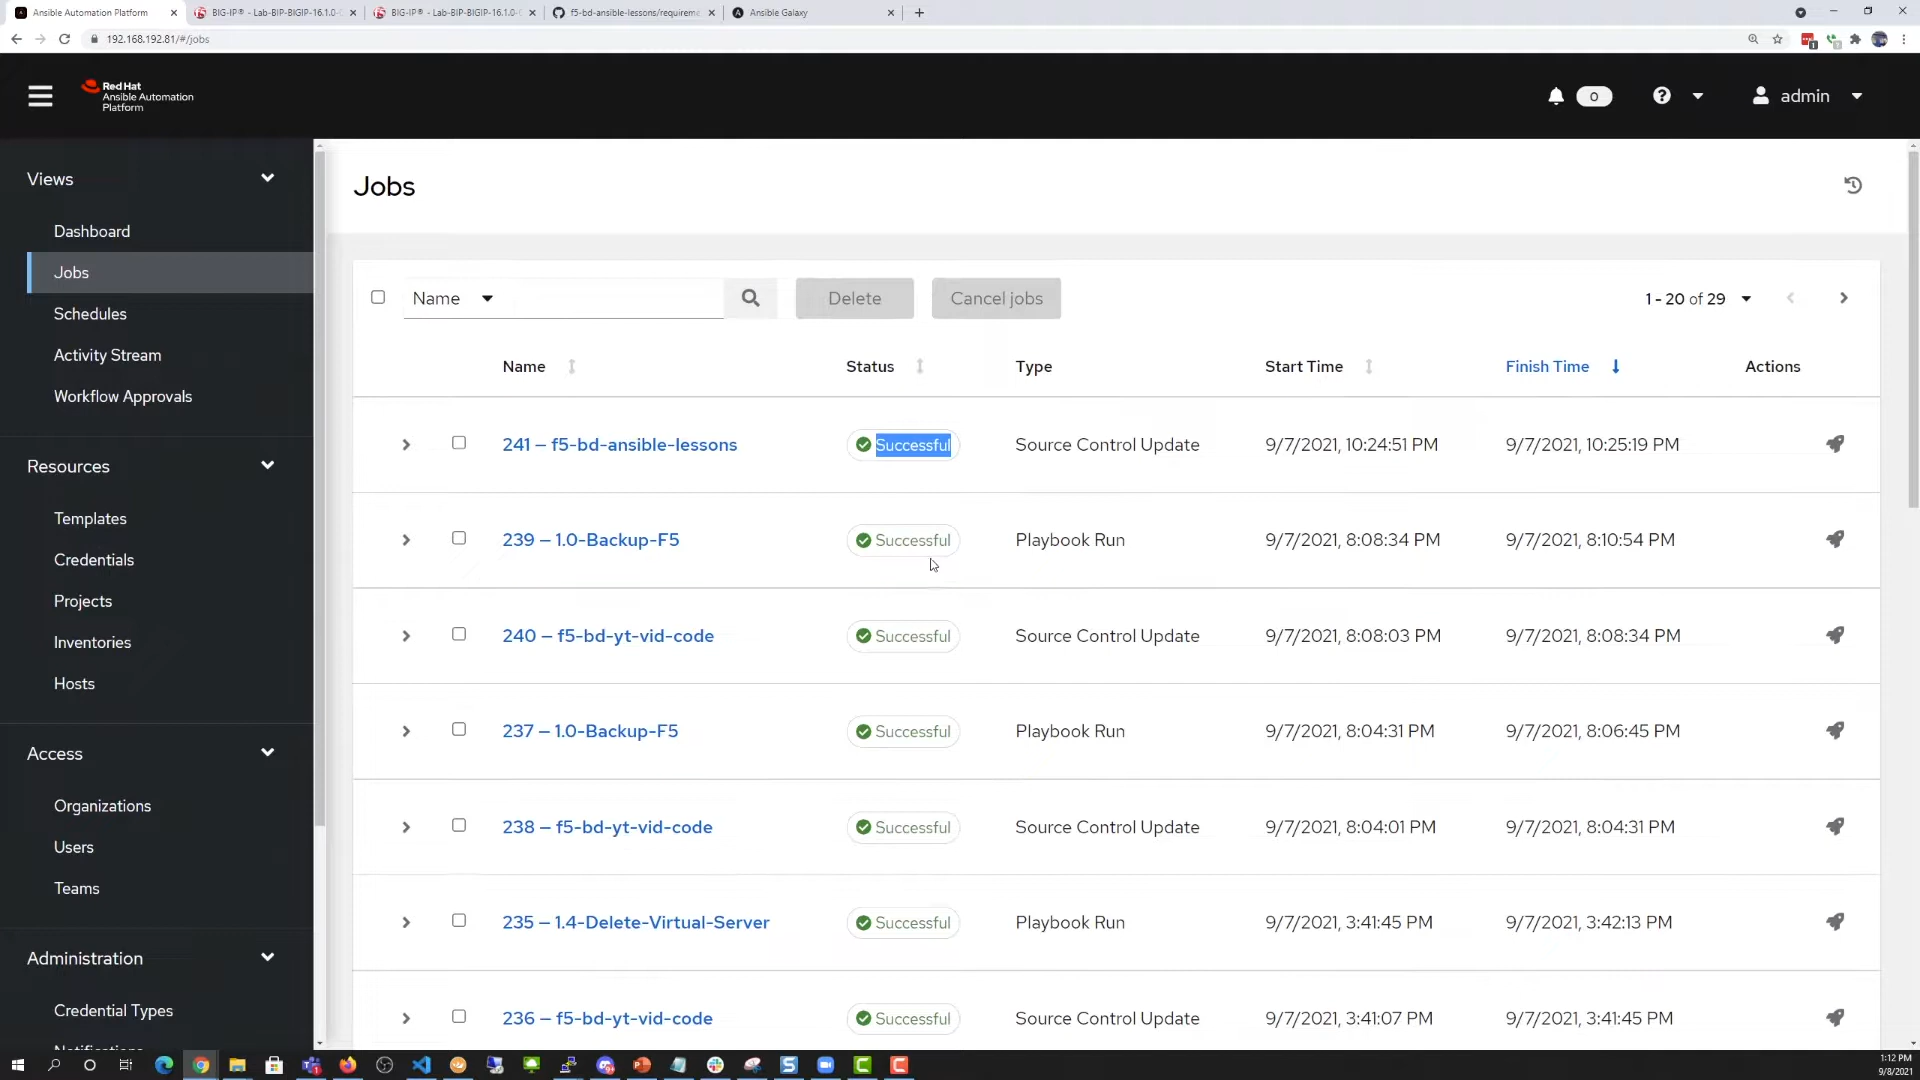 Ansible Automation Platform
BIG-IP® - Lab-BIP-BIGIP-16.1.0-
BIG-IP® - Lab-BIP-BIGIP-16.1.0-
f5-bd-ansible-lessons/requirem
Ansible Galaxy
192.168.192.81/#/jobs
Red Hat
Ansible Automation
Platform
0
admin
Views
Dashboard
Jobs
Schedules
Activity Stream
Workflow Approvals
Resources
Templates
Credentials
Projects
Inventories
Hosts
Access
Organizations
Users
Teams
Administration
Credential Types
Notifications
Jobs
Name
Delete
Cancel jobs
1 - 20 of 29
Name Status Type Start Time Finish Time Actions
241 – f5-bd-ansible-lessons Successful Source Control Update 9/7/2021, 10:24:51 PM 9/7/2021, 10:25:19 PM
239 – 1.0-Backup-F5 Successful Playbook Run 9/7/2021, 8:08:34 PM 9/7/2021, 8:10:54 PM
240 – f5-bd-yt-vid-code Successful Source Control Update 9/7/2021, 8:08:03 PM 9/7/2021, 8:08:34 PM
237 – 1.0-Backup-F5 Successful Playbook Run 9/7/2021, 8:04:31 PM 9/7/2021, 8:06:45 PM
238 – f5-bd-yt-vid-code Successful Source Control Update 9/7/2021, 8:04:01 PM 9/7/2021, 8:04:31 PM
235 – 1.4-Delete-Virtual-Server Successful Playbook Run 9/7/2021, 3:41:45 PM 9/7/2021, 3:42:13 PM
236 – f5-bd-yt-vid-code Successful Source Control Update 9/7/2021, 3:41:07 PM 9/7/2021, 3:41:45 PM
1:12 PM
9/8/2021